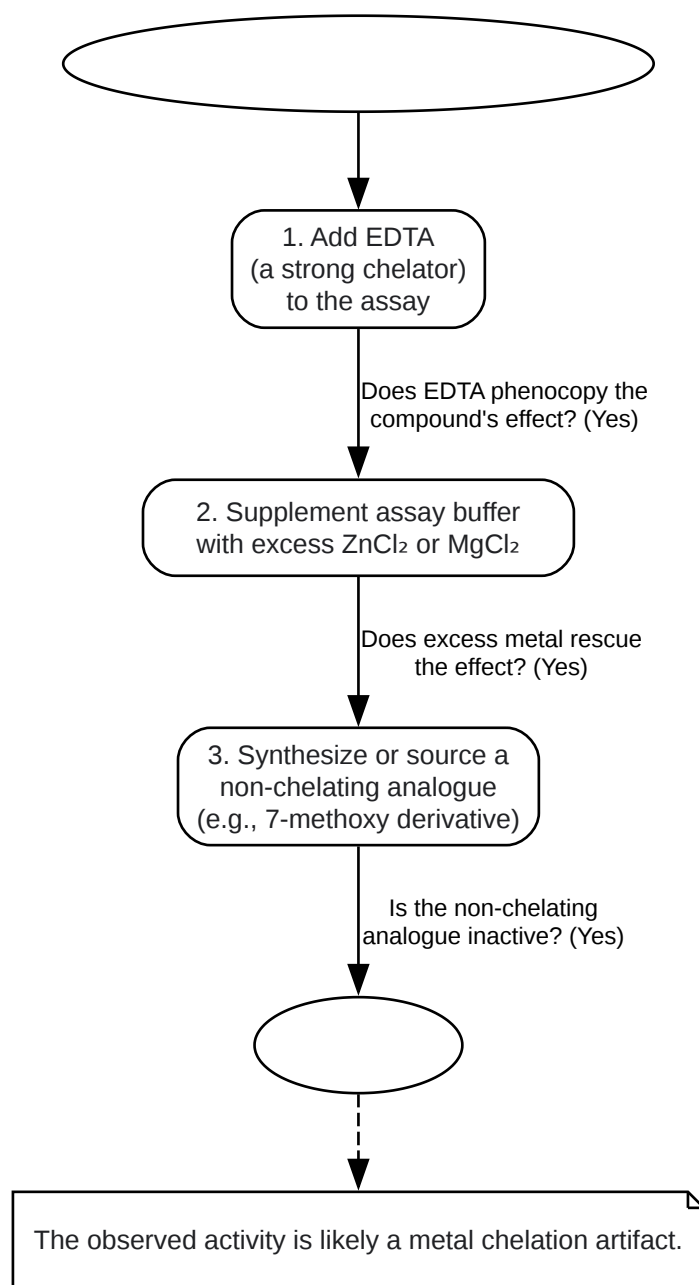 1. Add EDTA
(a strong chelator)
to the assay
Does EDTA phenocopy the
compound's effect? (Yes)
2. Supplement assay buffer
with excess ZnCl₂ or MgCl₂
Does excess metal rescue
the effect? (Yes)
3. Synthesize or source a
non-chelating analogue
(e.g., 7-methoxy derivative)
Is the non-chelating
analogue inactive? (Yes)
The observed activity is likely a metal chelation artifact.